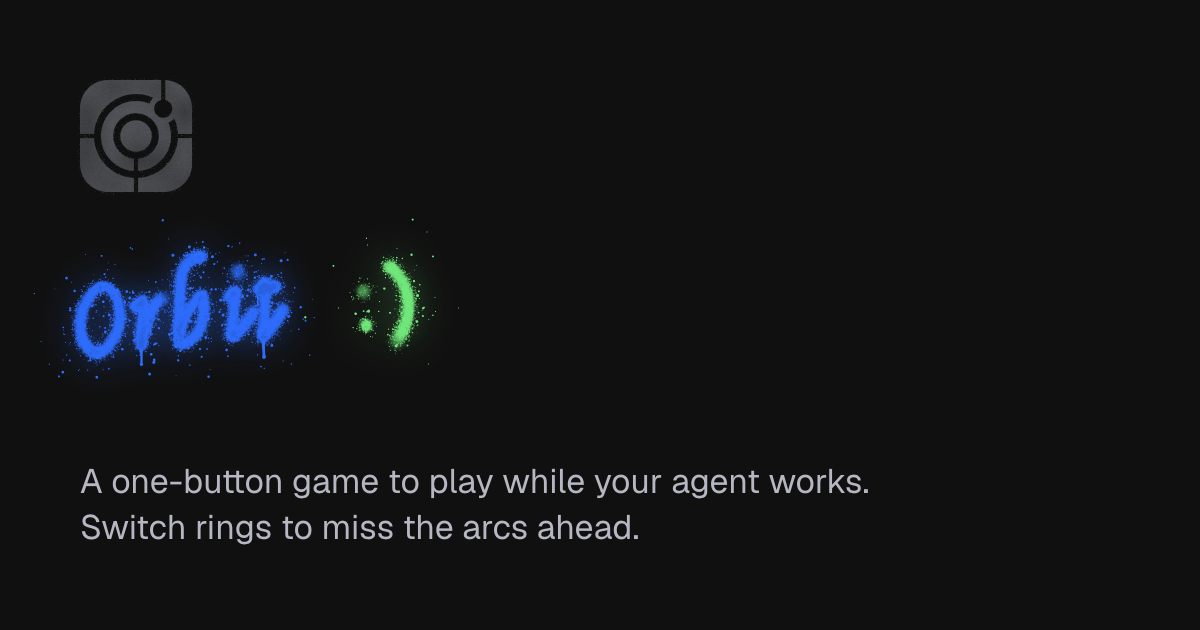 Orbit :)
A one-button game to play while your agent works.
Switch rings to miss the arcs ahead.